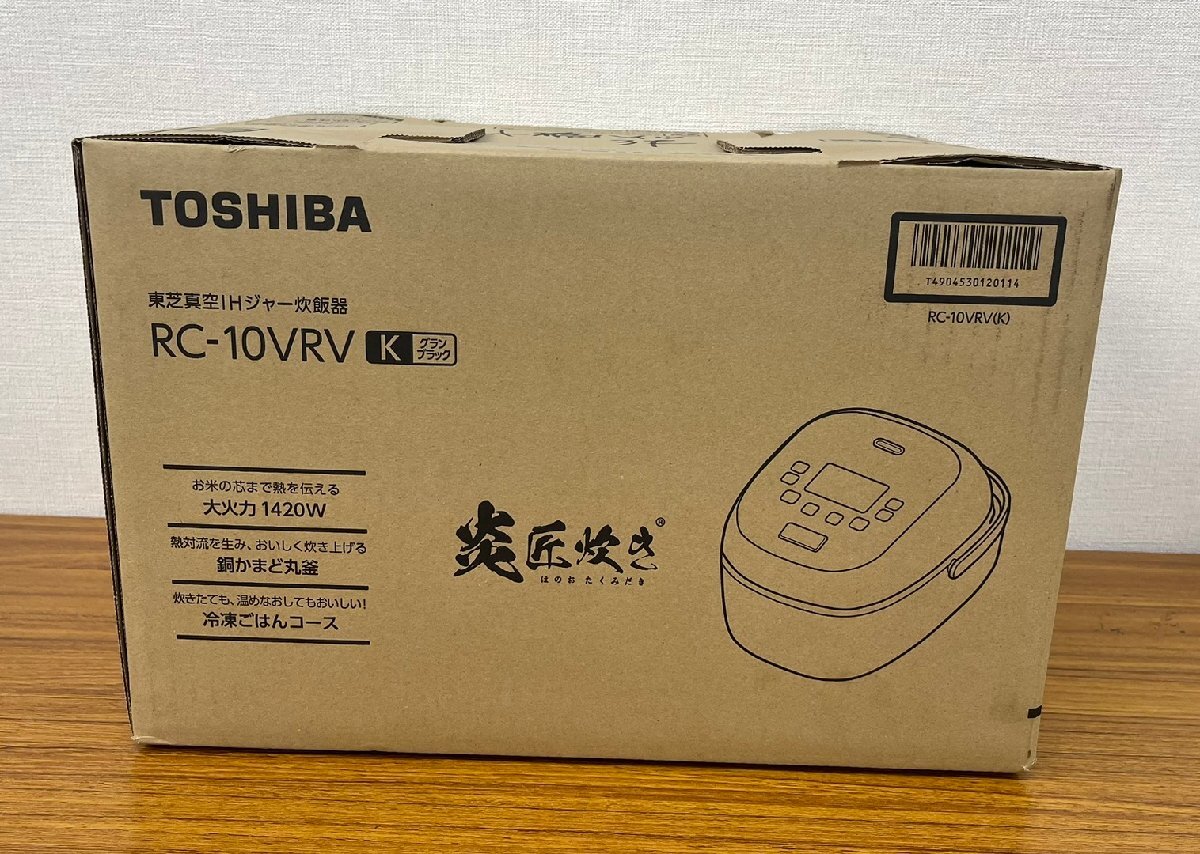 TOSHIBA
東芝真空IHジャー炊飯器
RC-10VRV K グラン
ブラック
T4904530120114
RC-10VRV(K)
お米の芯まで熱を伝える
大火力1420W
熱対流を生み、おいしく炊き上げる
銅かまど丸釜
炊きたても、温めなおしてもおいしい!
冷凍ごはんコース
炎匠炊き®
ほのお たくみだき